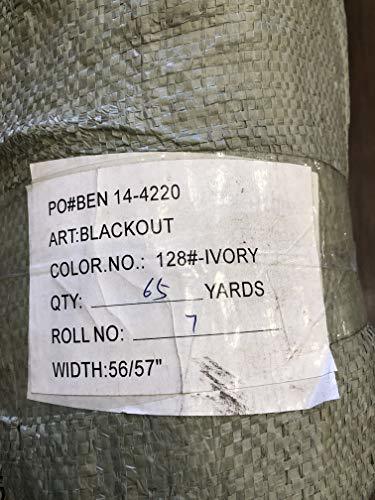 PO#BEN 14-4220
ART:BLACKOUT
COLOR.NO.: 128#-IVORY
QTY: 65 YARDS
ROLL NO: 7
WIDTH:56/57"